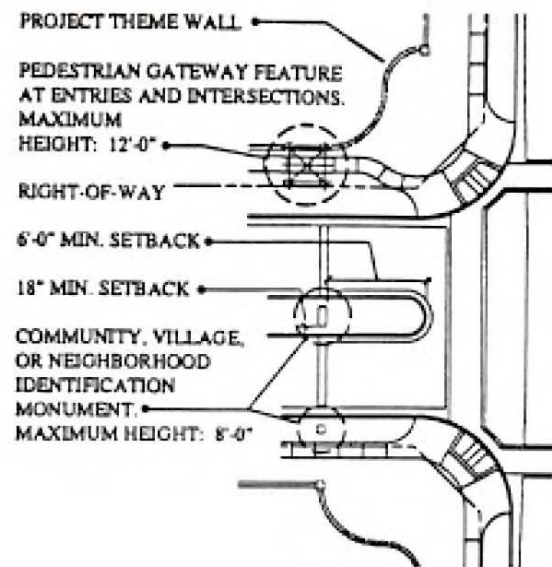 PROJECT THEME WALL
PEDESTRIAN GATEWAY FEATURE
AT ENTRIES AND INTERSECTIONS.
MAXIMUM
HEIGHT: 12'-0"
RIGHT-OF-WAY
6'-0" MIN. SETBACK
18" MIN. SETBACK
COMMUNITY, VILLAGE,
OR NEIGHBORHOOD
IDENTIFICATION
MONUMENT.
MAXIMUM HEIGHT: 8'-0"